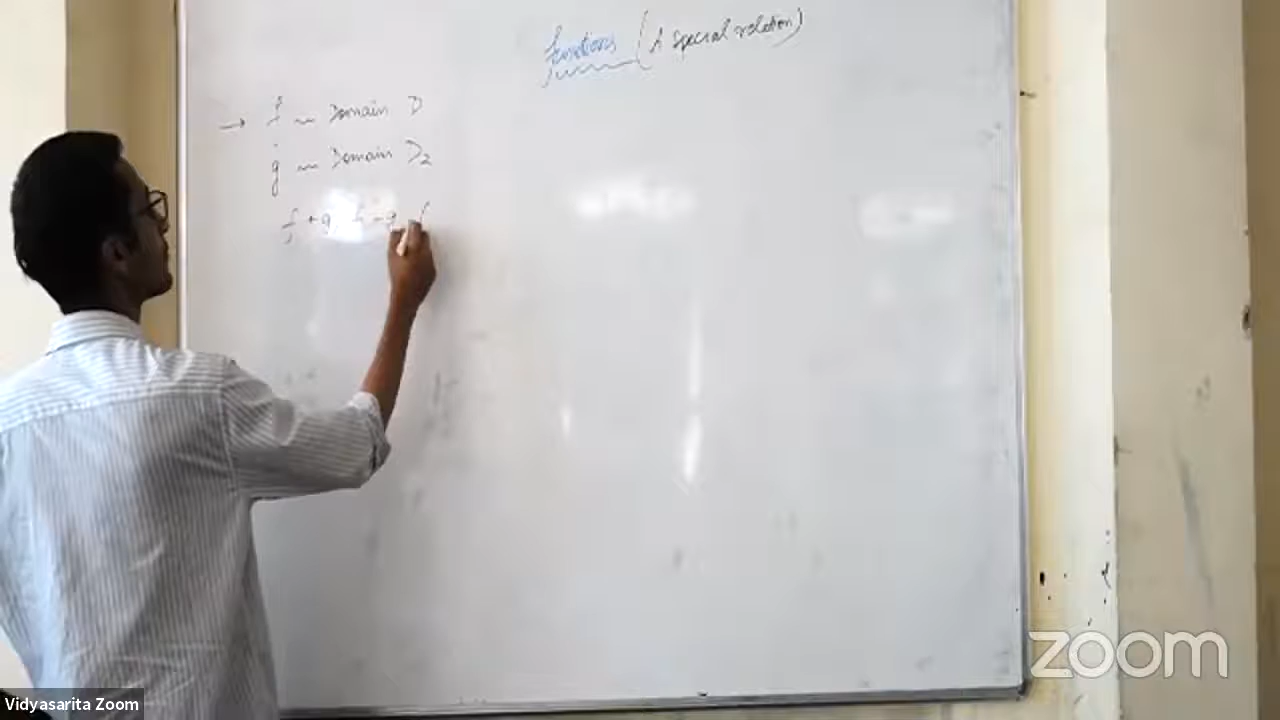 functions (A special relation)
→ f ~ Domain D
g ~ Domain D₂
f + g, f - g, f
zoom
Vidyasarita Zoom